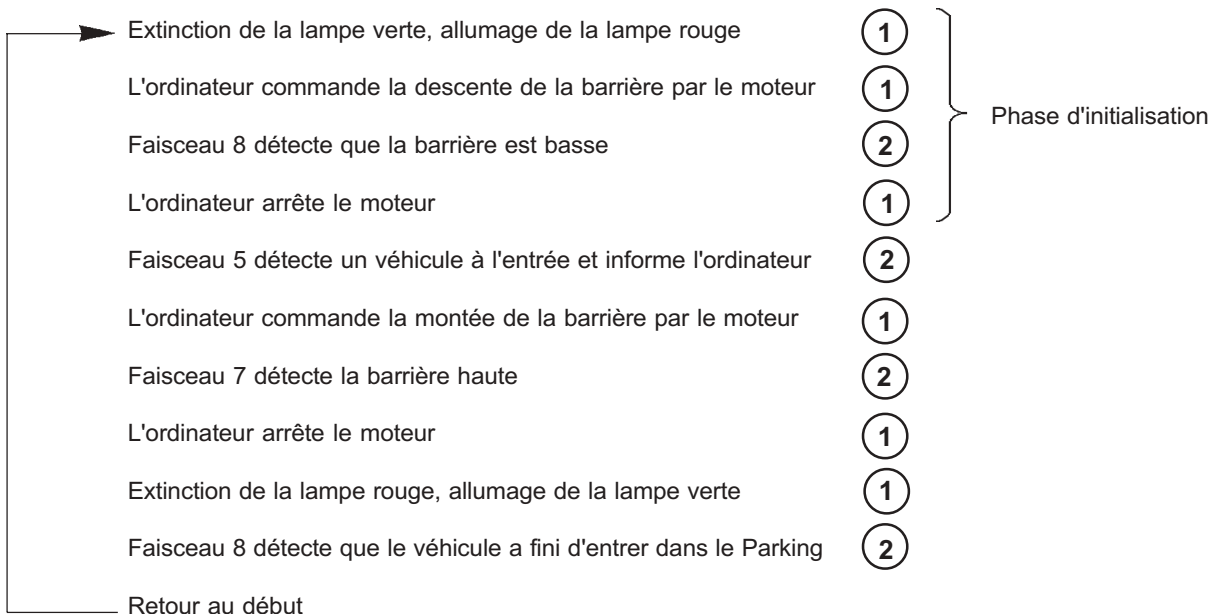 Extinction de la lampe verte, allumage de la lampe rouge 1
L'ordinateur commande la descente de la barrière par le moteur 1
Phase d'initialisation
Faisceau 8 détecte que la barrière est basse 2
L'ordinateur arrête le moteur 1
Faisceau 5 détecte un véhicule à l'entrée et informe l'ordinateur 2
L'ordinateur commande la montée de la barrière par le moteur 1
Faisceau 7 détecte la barrière haute 2
L'ordinateur arrête le moteur 1
Extinction de la lampe rouge, allumage de la lampe verte 1
Faisceau 8 détecte que le véhicule a fini d'entrer dans le Parking 2
Retour au début